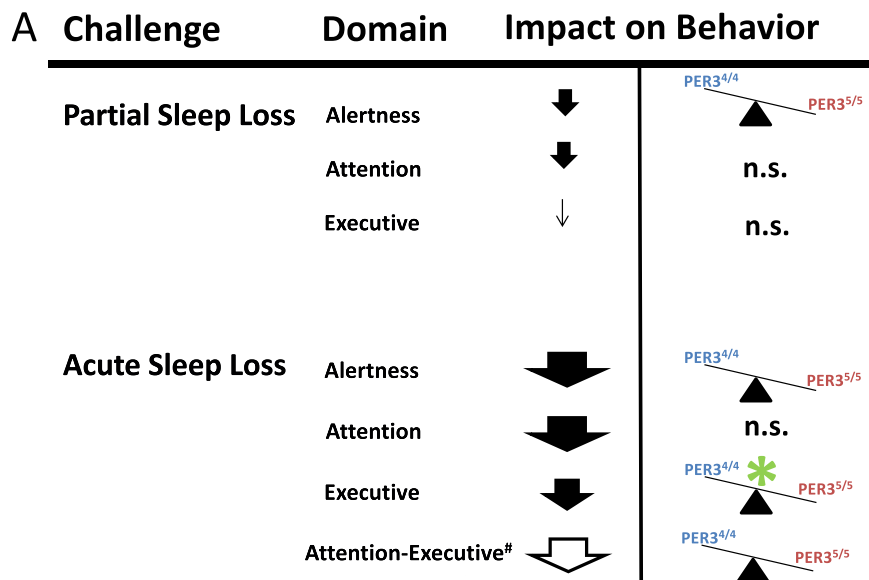 A Challenge Domain Impact on Behavior
PER3^4/4
PER3^5/5
Partial Sleep Loss Alertness
Attention n.s.
Executive n.s.
PER3^4/4
Acute Sleep Loss Alertness PER3^5/5
Attention n.s.
PER3^4/4 *
Executive PER3^5/5
PER3^4/4
Attention-Executive# PER3^5/5